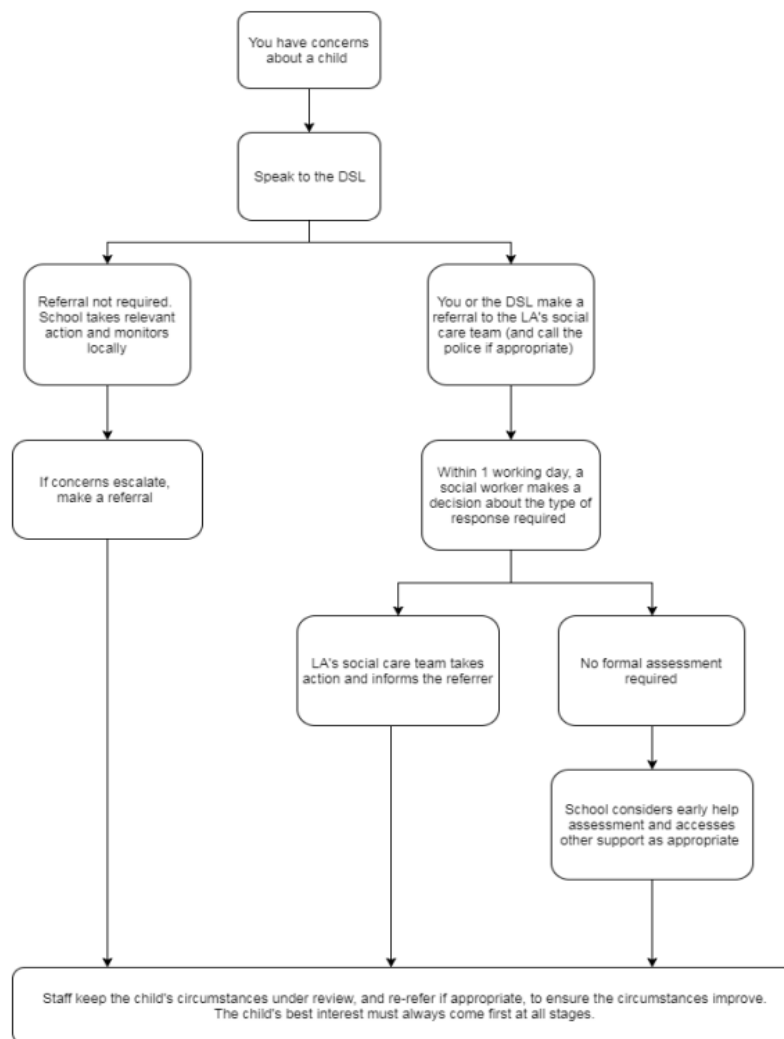 You have concerns
about a child
Speak to the DSL
Referral not required.
School takes relevant
action and monitors
locally
You or the DSL make a
referral to the LA's social
care team (and call the
police if appropriate)
If concerns escalate,
make a referral
Within 1 working day, a
social worker makes a
decision about the type of
response required
LA's social care team takes
action and informs the referrer
No formal assessment
required
School considers early help
assessment and accesses
other support as appropriate
Staff keep the child's circumstances under review, and re-refer if appropriate, to ensure the circumstances improve.
The child's best interest must always come first at all stages.